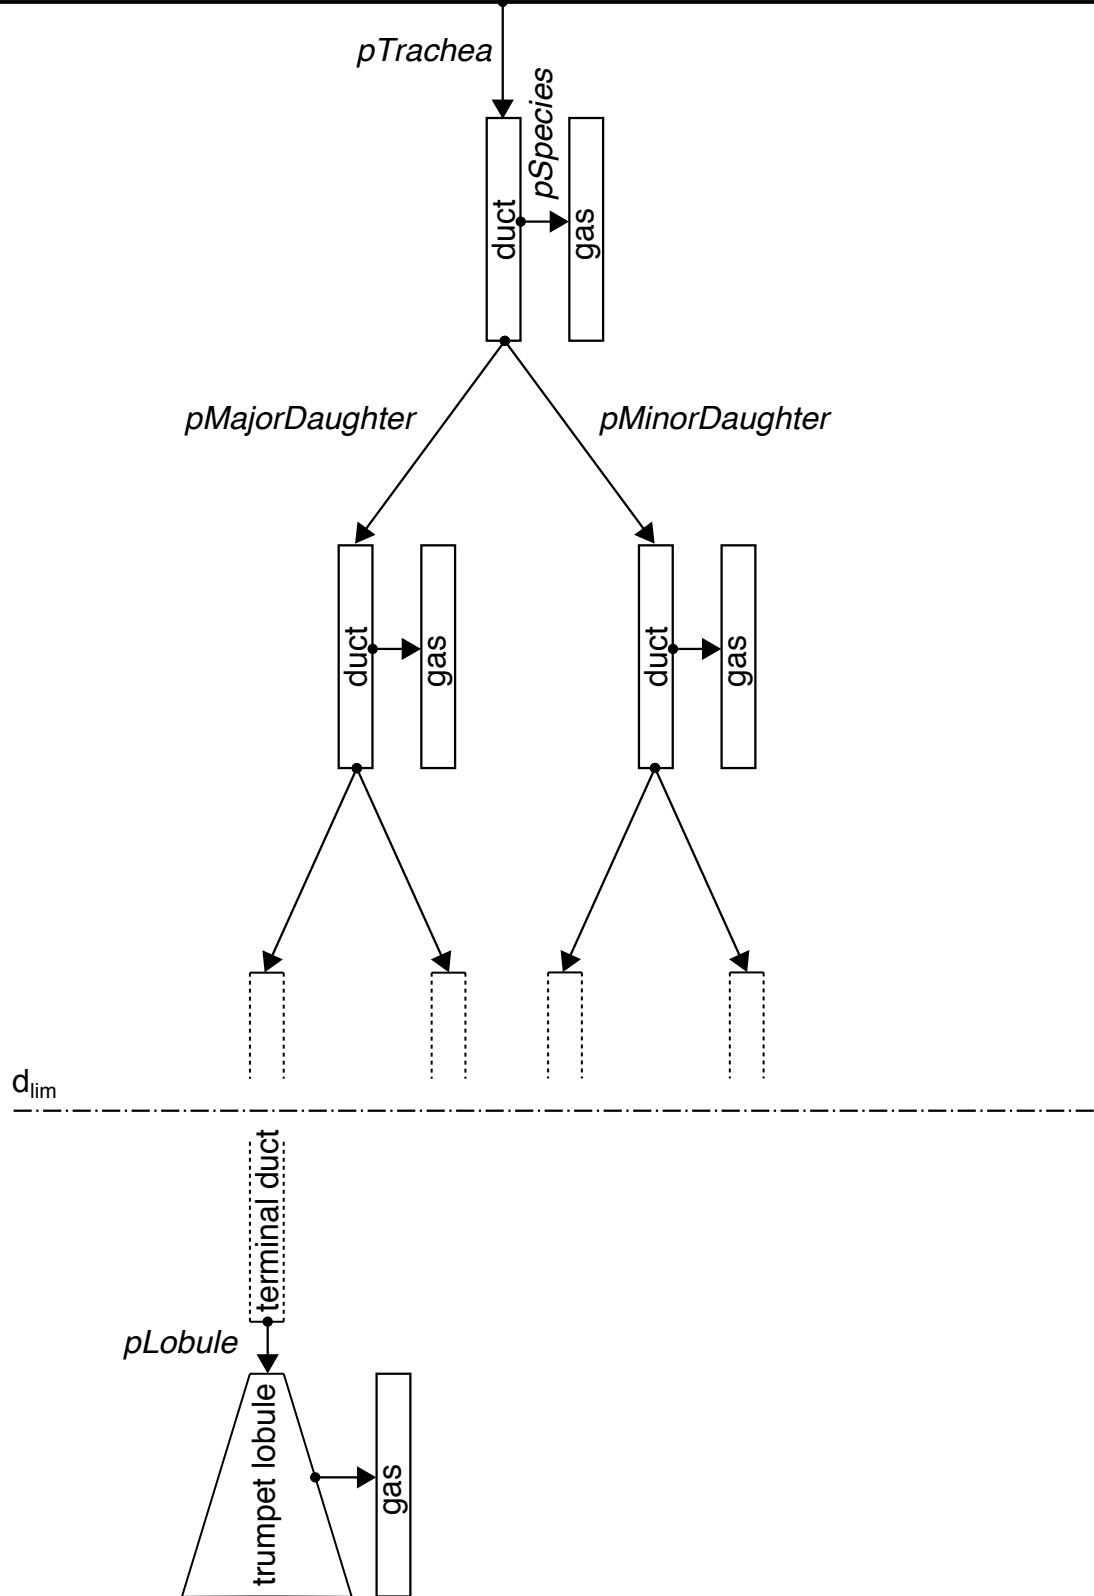 pTrachea
pSpecies
duct
gas
pMajorDaughter
pMinorDaughter
duct
gas
duct
gas
dlim
terminal duct
pLobule
trumpet lobule
gas